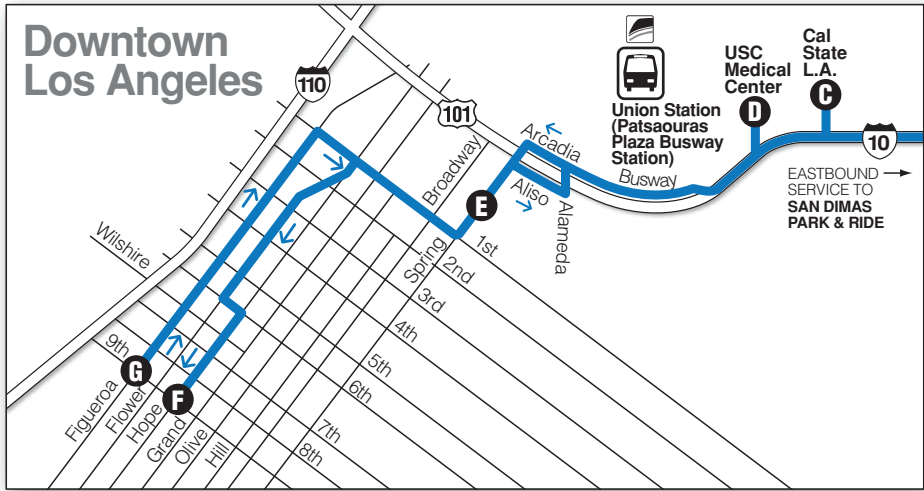 Downtown
Los Angeles
110
101
Union Station
(Patsaouras
Plaza Busway
Station)
USC
Medical
Center
D
Cal
State
L.A.
C
10
EASTBOUND
SERVICE TO
SAN DIMAS
PARK & RIDE
Arcadia
Busway
Aliso
Alameda
Broadway
E
Spring
Wilshire
1st
2nd
3rd
4th
5th
6th
7th
8th
9th
G
F
Figueroa
Flower
Hope
Grand
Olive
Hill